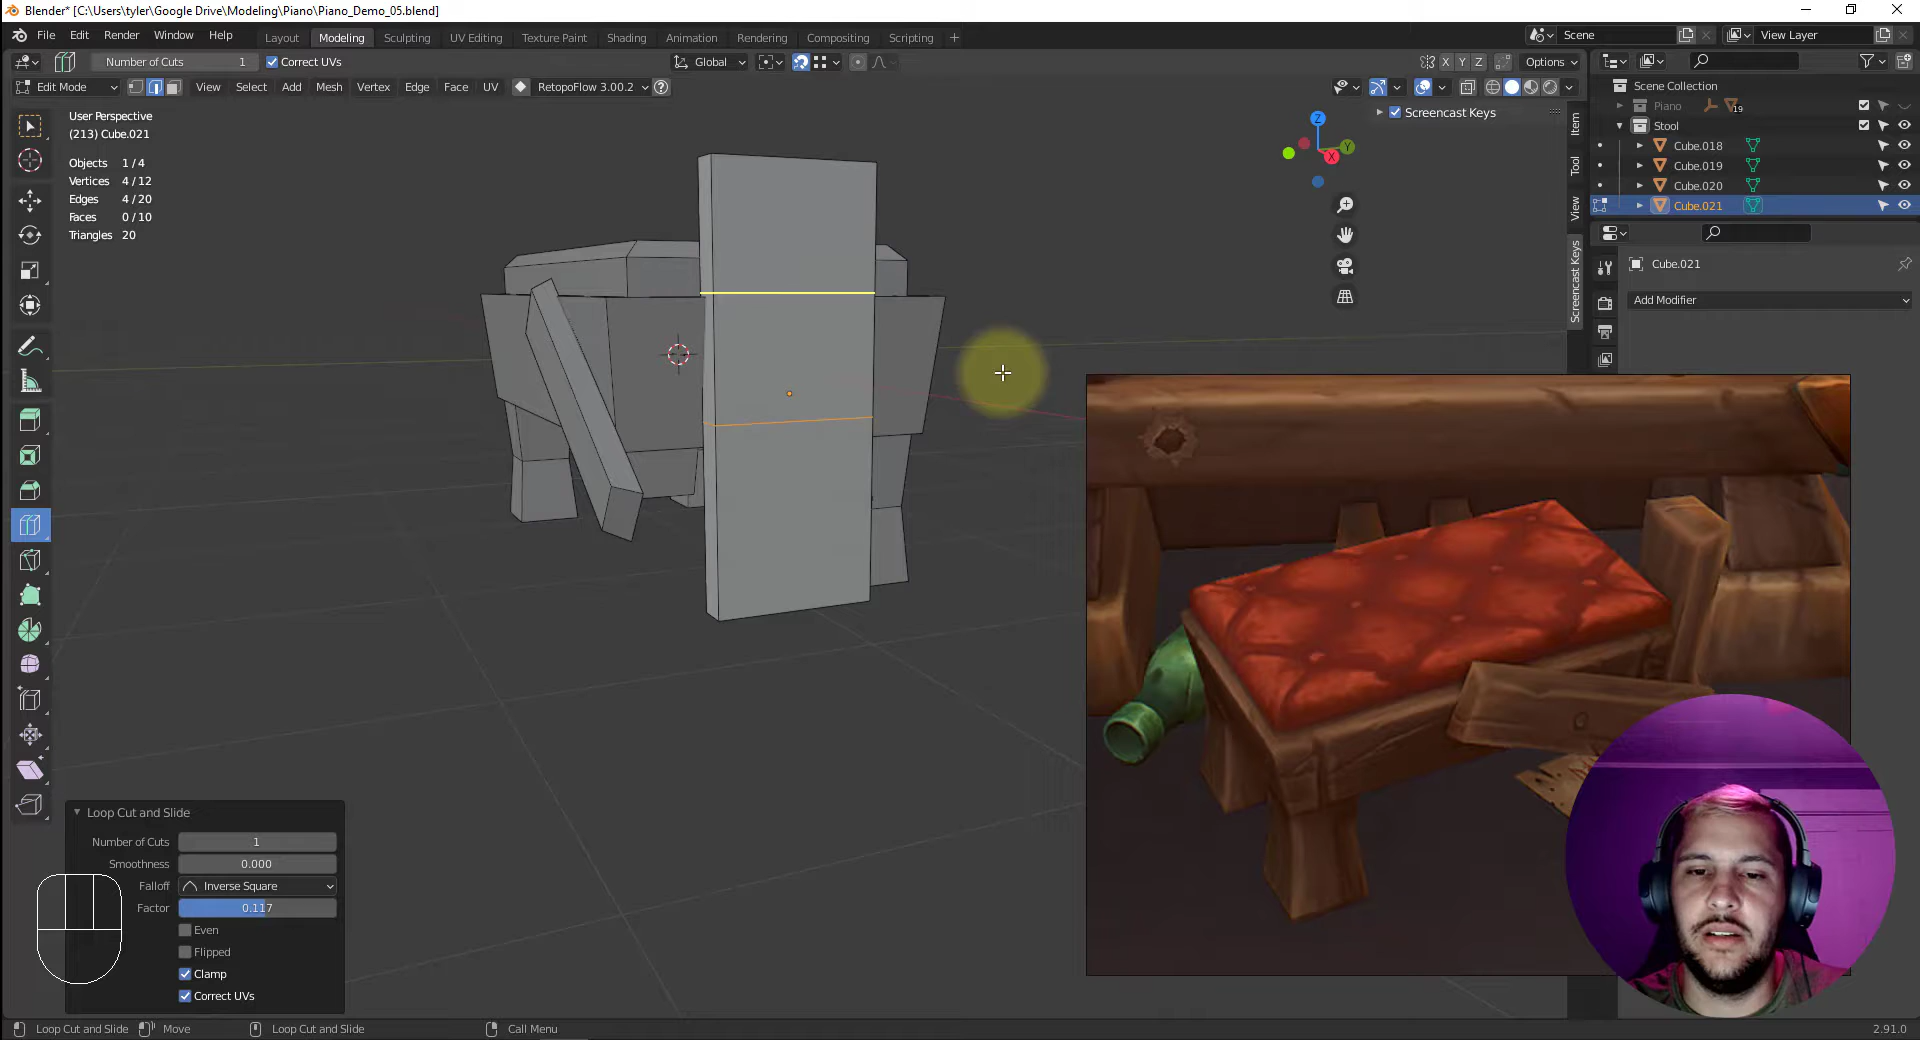 Blender* [C:\Users\tyler\Google Drive\Modeling\Piano\Piano_Demo_05.blend]
File Edit Render Window Help Layout Modeling Sculpting UV Editing Texture Paint Shading Animation Rendering Compositing Scripting + Scene View Layer
Number of Cuts 1 Correct UVs Global X Y Z Options
Edit Mode View Select Add Mesh Vertex Edge Face UV RetopoFlow 3.00.2 ?
User Perspective
(213) Cube.021
Objects 1/4
Vertices 4/12
Edges 4/20
Faces 0/10
Triangles 20
Screencast Keys
Z
Y
X
Item
Tool
View
Screencast Keys
Scene Collection
Piano 19
Stool
Cube.018
Cube.019
Cube.020
Cube.021
Cube.021
Add Modifier
Loop Cut and Slide
Number of Cuts 1
Smoothness 0.000
Falloff Inverse Square
Factor 0.117
Even
Flipped
Clamp
Correct UVs
Loop Cut and Slide Move Loop Cut and Slide Call Menu 2.91.0